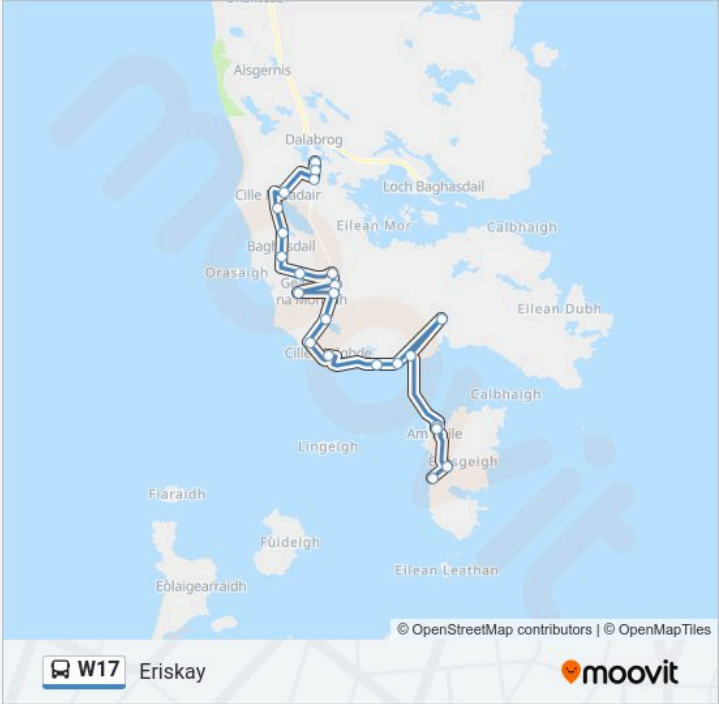 Aisgernis
Dalabrog
Loch Baghasdail
Eilean Mor
Calbhaigh
Orasaigh
Eilean Dubh
Calbhaigh
Lingeigh
Fiaraidh
Fùideigh
Eilean Leathan
Eòlaigearraidh
© OpenStreetMap contributors | © OpenMapTiles
W17 Eriskay
moovit